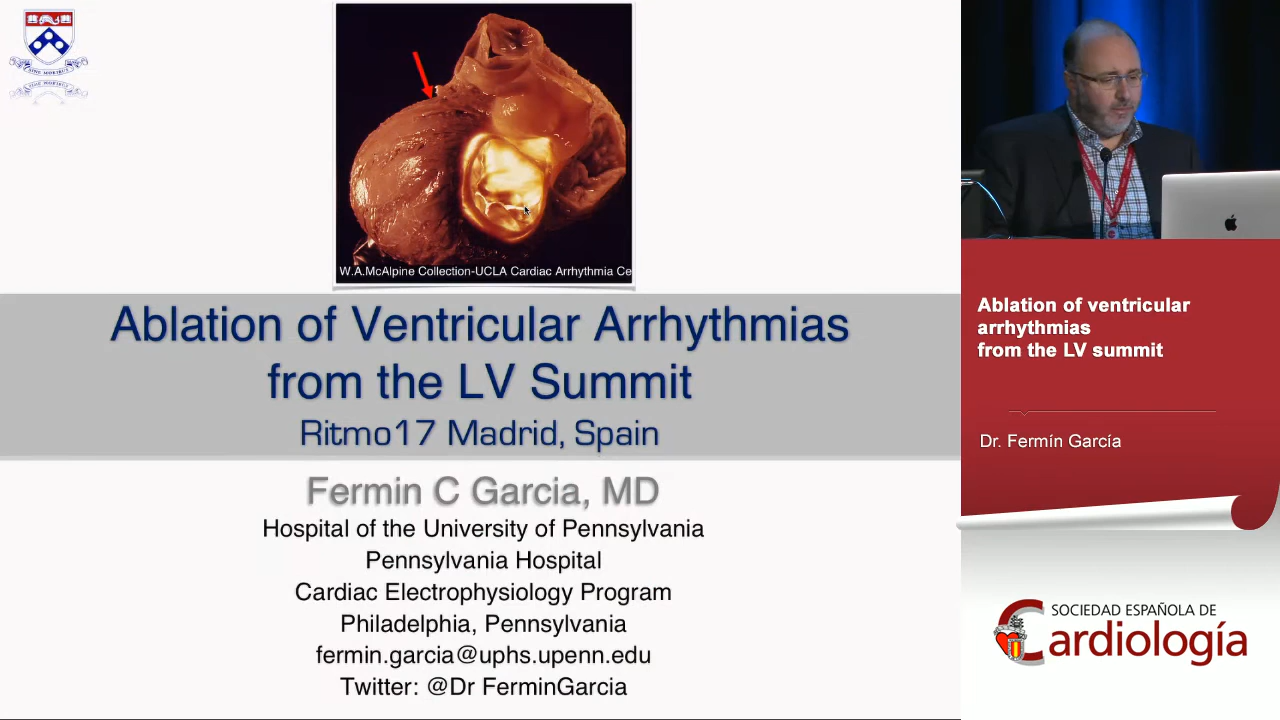 W.A.McAlpine Collection-UCLA Cardiac Arrhythmia Ce
Ablation of Ventricular Arrhythmias
from the LV Summit
Ritmo17 Madrid, Spain
Fermin C Garcia, MD
Hospital of the University of Pennsylvania
Pennsylvania Hospital
Cardiac Electrophysiology Program
Philadelphia, Pennsylvania
fermin.garcia@uphs.upenn.edu
Twitter: @Dr FerminGarcia
Ablation of ventricular
arrhythmias
from the LV summit
Dr. Fermín García
SOCIEDAD ESPAÑOLA DE
Cardiología